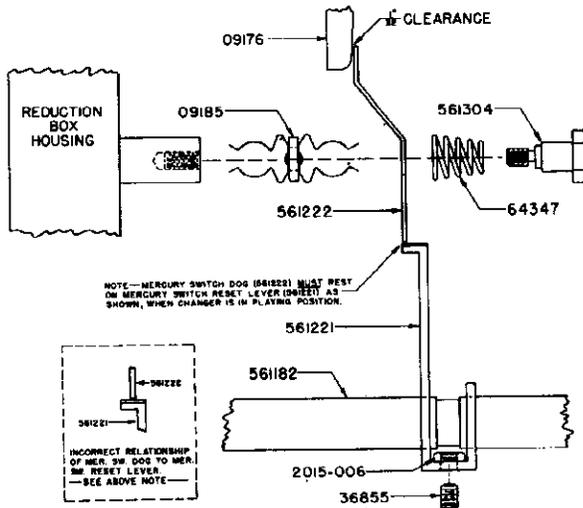 09176
1/32" CLEARANCE
REDUCTION
BOX
HOUSING
09185
561304
561222
64347
NOTE—MERCURY SWITCH DOG (561222) MUST REST
ON MERCURY SWITCH RESET LEVER (561221) AS
SHOWN, WHEN CHANGER IS IN PLAYING POSITION.
561221
561182
561222
561221
INCORRECT RELATIONSHIP
OF MER. SW. DOG TO MER.
SW. RESET LEVER.
—SEE ABOVE NOTE—
2015-006
36855